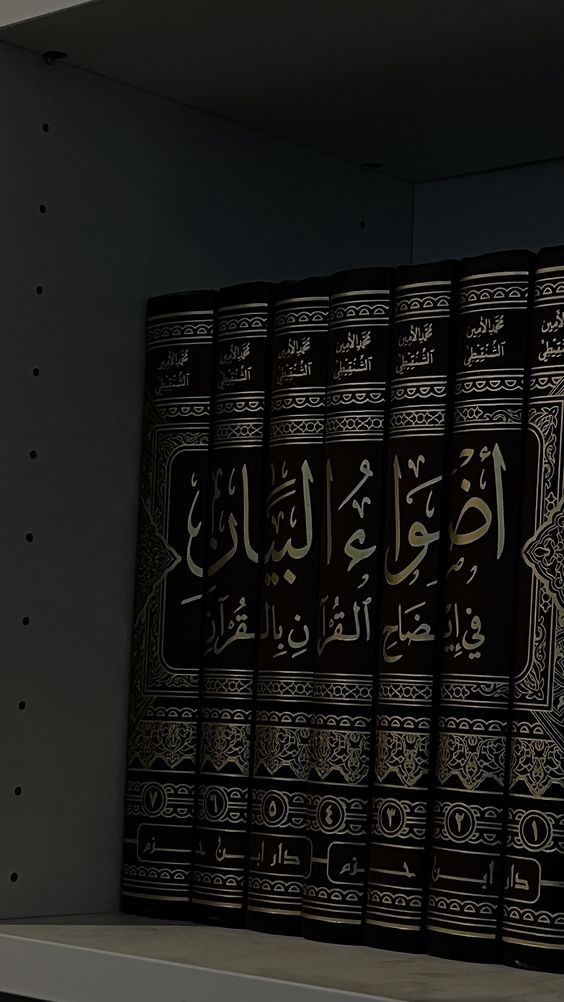 محمد الأمين محمد الأمين محمد الأمين محمد الأمين محمد الأمين محمد الأمين محمد الأمين
الشنقيطي الشنقيطي الشنقيطي الشنقيطي الشنقيطي الشنقيطي الشنقيطي
أضواء البيان
في إيضاح القرآن بالقرآن
١ ٢ ٣ ٤ ٥ ٦ ٧
دار ابن حزم دار ابن حزم